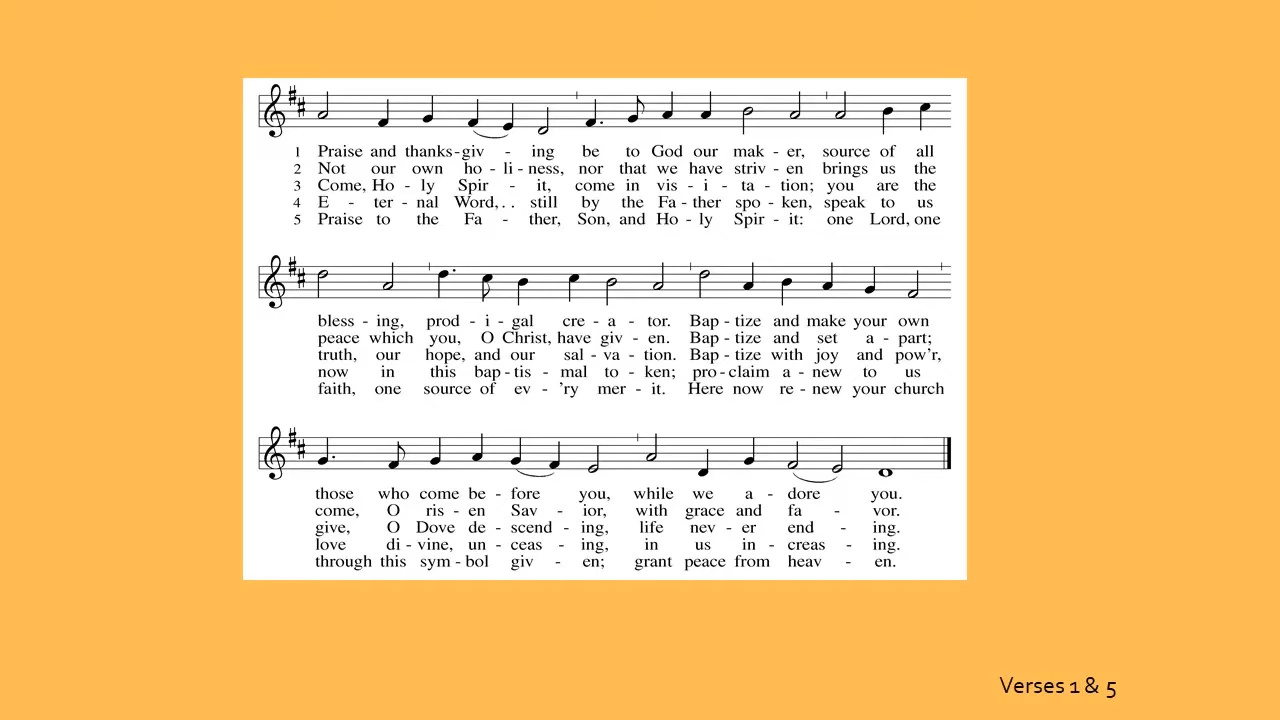 1 Praise and thanks-giv - ing be to God our mak - er, source of all
2 Not our own ho - li - ness, nor that we have striv - en brings us the
3 Come, Ho - ly Spir - it, come in vis - i - ta - tion; you are the
4 E - ter - nal Word, . . still by the Fa - ther spo - ken, speak to us
5 Praise to the Fa - ther, Son, and Ho - ly Spir - it: one Lord, one
bless - ing, prod - i - gal cre - a - tor. Bap - tize and make your own
peace which you, O Christ, have giv - en. Bap - tize and set a - part;
truth, our hope, and our sal - va - tion. Bap - tize with joy and pow'r,
now in this bap - tis - mal to - ken; pro - claim a - new to us
faith, one source of ev - 'ry mer - it. Here now re - new your church
those who come be - fore you, while we a - dore you.
come, O ris - en Sav - ior, with grace and fa - vor.
give, O Dove de - scend - ing, life nev - er end - ing.
love di - vine, un - ceas - ing, in us in - creas - ing.
through this sym - bol giv - en; grant peace from heav - en.
Verses 1 & 5